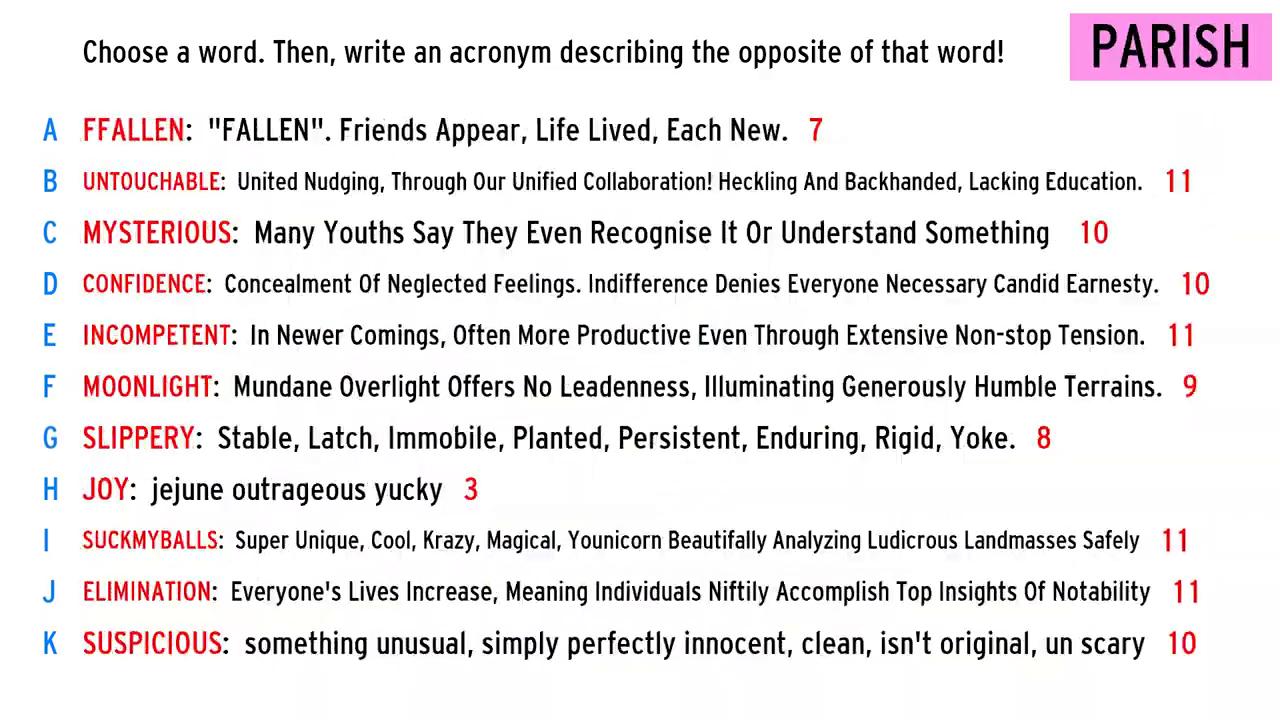 Choose a word. Then, write an acronym describing the opposite of that word!
PARISH
A FFALLEN: "FALLEN". Friends Appear, Life Lived, Each New. 7
B UNTOUCHABLE: United Nudging, Through Our Unified Collaboration! Heckling And Backhanded, Lacking Education. 11
C MYSTERIOUS: Many Youths Say They Even Recognise It Or Understand Something 10
D CONFIDENCE: Concealment Of Neglected Feelings. Indifference Denies Everyone Necessary Candid Earnesty. 10
E INCOMPETENT: In Newer Comings, Often More Productive Even Through Extensive Non-stop Tension. 11
F MOONLIGHT: Mundane Overlight Offers No Leadenness, Illuminating Generously Humble Terrains. 9
G SLIPPERY: Stable, Latch, Immobile, Planted, Persistent, Enduring, Rigid, Yoke. 8
H JOY: jejune outrageous yucky 3
I SUCKMYBALLS: Super Unique, Cool, Krazy, Magical, Younicorn Beautifally Analyzing Ludicrous Landmasses Safely 11
J ELIMINATION: Everyone's Lives Increase, Meaning Individuals Niftily Accomplish Top Insights Of Notability 11
K SUSPICIOUS: something unusual, simply perfectly innocent, clean, isn't original, un scary 10